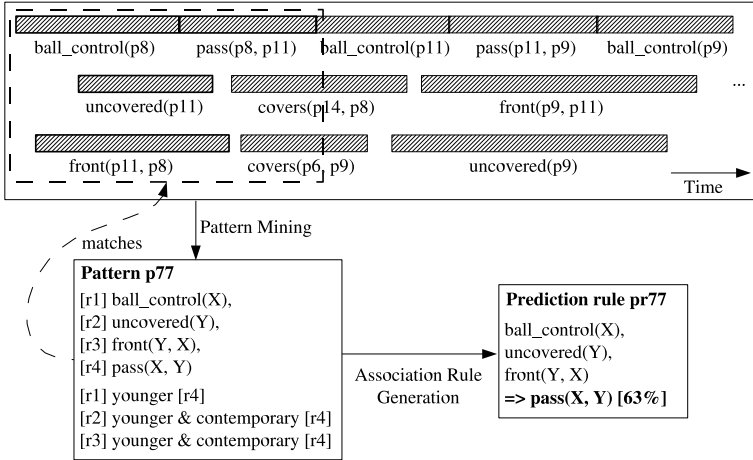 ball_control(p8) pass(p8, p11) ball_control(p11) pass(p11, p9) ball_control(p9)
uncovered(p11) covers(p14, p8) front(p9, p11) ...
front(p11, p8) covers(p6, p9) uncovered(p9)
Time
Pattern Mining
matches
Pattern p77
[r1] ball_control(X),
[r2] uncovered(Y),
[r3] front(Y, X),
[r4] pass(X, Y)
[r1] younger [r4]
[r2] younger & contemporary [r4]
[r3] younger & contemporary [r4]
Association Rule
Generation
Prediction rule pr77
ball_control(X),
uncovered(Y),
front(Y, X)
=> pass(X, Y) [63%]